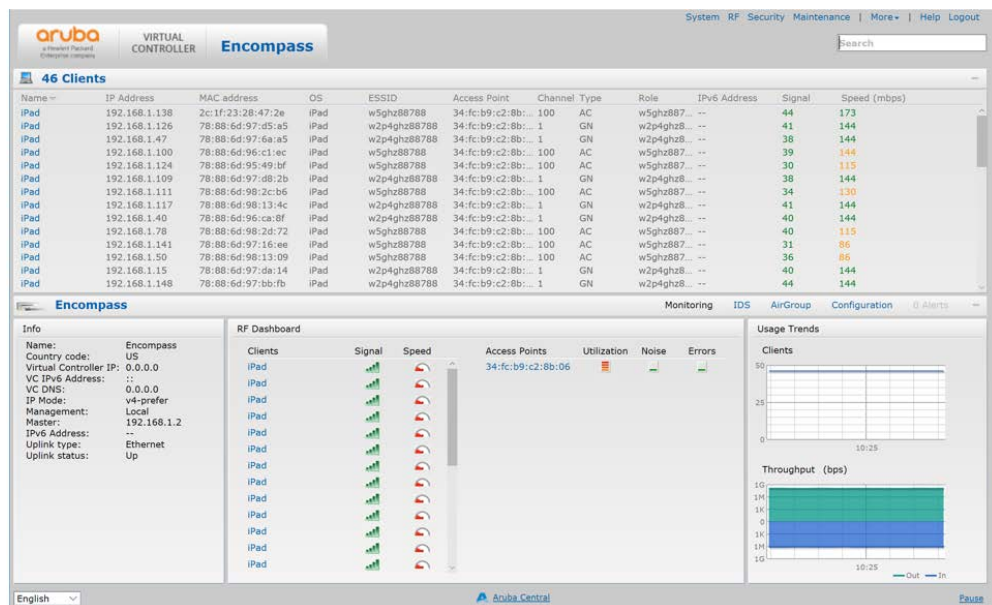 System RF Security Maintenance | More | Help Logout
aruba
a Hewlett Packard
Enterprise company
VIRTUAL
CONTROLLER
Encompass
Search
46 Clients
Name IP Address MAC address OS ESSID Access Point Channel Type Role IPv6 Address Signal Speed (mbps)
iPad 192.168.1.138 2c:1f:23:28:47:2e iPad w5ghz88788 34:fc:b9:c2:8b:... 100 AC w5ghz887... -- 44 173
iPad 192.168.1.126 78:88:6d:97:d5:a5 iPad w2p4ghz88788 34:fc:b9:c2:8b:... 1 GN w2p4ghz8... -- 41 144
iPad 192.168.1.47 78:88:6d:97:6a:a5 iPad w2p4ghz88788 34:fc:b9:c2:8b:... 1 GN w2p4ghz8... -- 38 144
iPad 192.168.1.100 78:88:6d:96:c1:ec iPad w5ghz88788 34:fc:b9:c2:8b:... 100 AC w5ghz887... -- 39 144
iPad 192.168.1.124 78:88:6d:95:49:bf iPad w5ghz88788 34:fc:b9:c2:8b:... 100 AC w5ghz887... -- 30 115
iPad 192.168.1.109 78:88:6d:97:d8:2b iPad w2p4ghz88788 34:fc:b9:c2:8b:... 1 GN w2p4ghz8... -- 38 144
iPad 192.168.1.111 78:88:6d:98:2c:b6 iPad w5ghz88788 34:fc:b9:c2:8b:... 100 AC w5ghz887... -- 34 130
iPad 192.168.1.117 78:88:6d:98:13:4c iPad w2p4ghz88788 34:fc:b9:c2:8b:... 1 GN w2p4ghz8... -- 41 144
iPad 192.168.1.40 78:88:6d:96:ca:8f iPad w2p4ghz88788 34:fc:b9:c2:8b:... 1 GN w2p4ghz8... -- 40 144
iPad 192.168.1.78 78:88:6d:98:2d:72 iPad w5ghz88788 34:fc:b9:c2:8b:... 100 AC w5ghz887... -- 40 115
iPad 192.168.1.141 78:88:6d:97:16:ee iPad w5ghz88788 34:fc:b9:c2:8b:... 100 AC w5ghz887... -- 31 86
iPad 192.168.1.50 78:88:6d:98:13:09 iPad w5ghz88788 34:fc:b9:c2:8b:... 100 AC w5ghz887... -- 36 86
iPad 192.168.1.15 78:88:6d:97:da:14 iPad w2p4ghz88788 34:fc:b9:c2:8b:... 1 GN w2p4ghz8... -- 40 144
iPad 192.168.1.148 78:88:6d:97:bb:fb iPad w2p4ghz88788 34:fc:b9:c2:8b:... 1 GN w2p4ghz8... -- 44 144
Encompass
Monitoring IDS AirGroup Configuration 0 Alerts
Info
Name: Encompass
Country code: US
Virtual Controller IP: 0.0.0.0
VC IPv6 Address: ::
VC DNS: 0.0.0.0
IP Mode: v4-prefer
Management: Local
Master: 192.168.1.2
IPv6 Address: --
Uplink type: Ethernet
Uplink status: Up
RF Dashboard
Clients Signal Speed
iPad
iPad
iPad
iPad
iPad
iPad
iPad
iPad
iPad
iPad
iPad
iPad
iPad
Access Points Utilization Noise Errors
34:fc:b9:c2:8b:06
Usage Trends
Clients
50
25
0
10:25
Throughput (bps)
1G
1M
1K
0
1K
1M
1G
10:25
Out In
English
Aruba Central
Pause